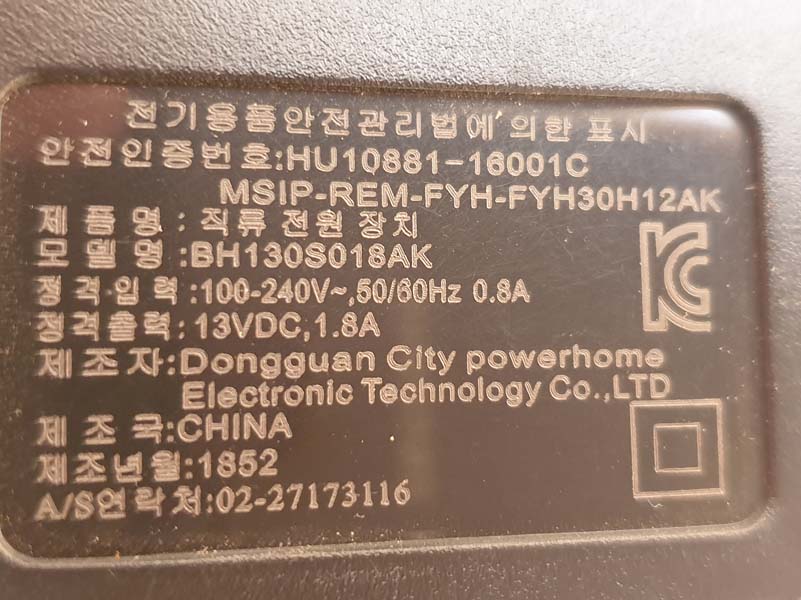 전기용품안전관리법에의한 표시
안전인증번호:HU10881-16001C
MSIP-REM-FYH-FYH30H12AK
제품명 : 직류 전원 장치
모델명 :BH130S018AK
정격입력 :100-240V~,50/60Hz 0.8A
정격출력: 13VDC,1.8A
제조자:Dongguan City powerhome
Electronic Technology Co.,LTD
제조국:CHINA
제조년월:1852
A/S연락처:02-27173116